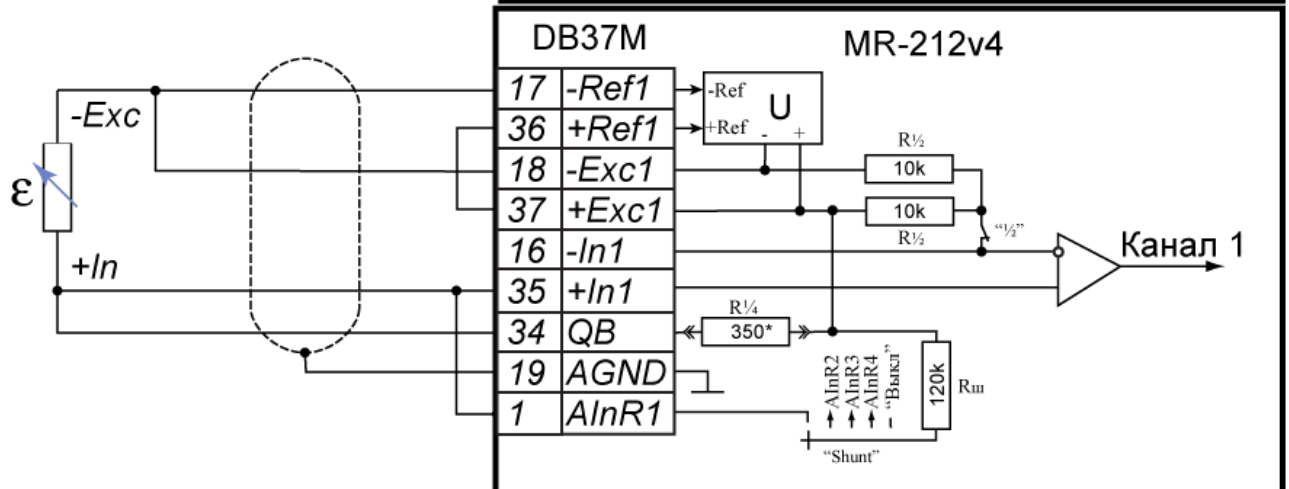 DB37M
MR-212v4
17 -Ref1
36 +Ref1
18 -Exc1
37 +Exc1
16 -In1
35 +In1
34 QB
19 AGND
1 AInR1
-Exc
ε
+In
-Ref
+Ref
U
- +
R½
10k
10k
R½
“½”
Канал 1
R¼
350*
AInR2
AInR3
AInR4
“Выкл”
120k
Rш
“Shunt”